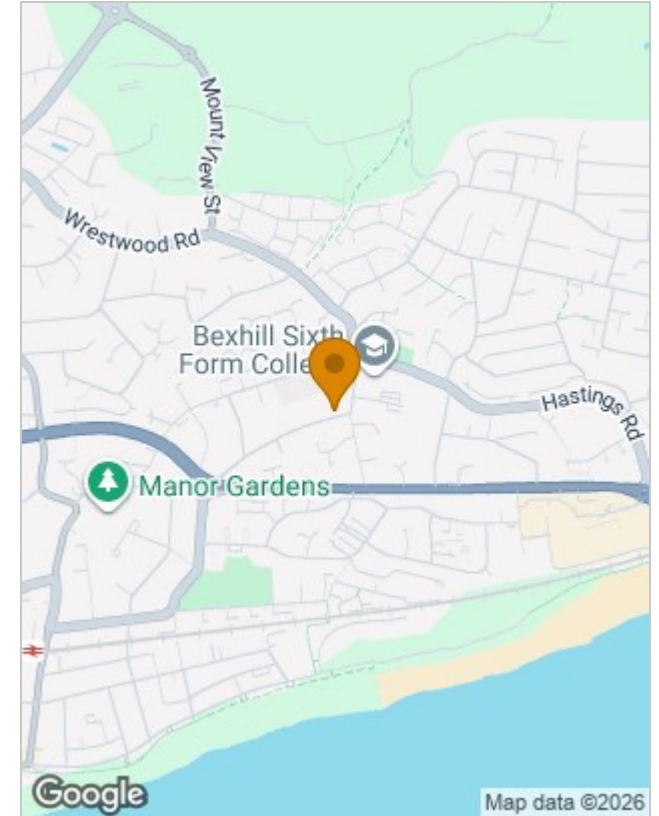 Mount View St
Wrestwood Rd
Bexhill Sixth
Form Colle
Hastings Rd
Manor Gardens
Google
Map data ©2026